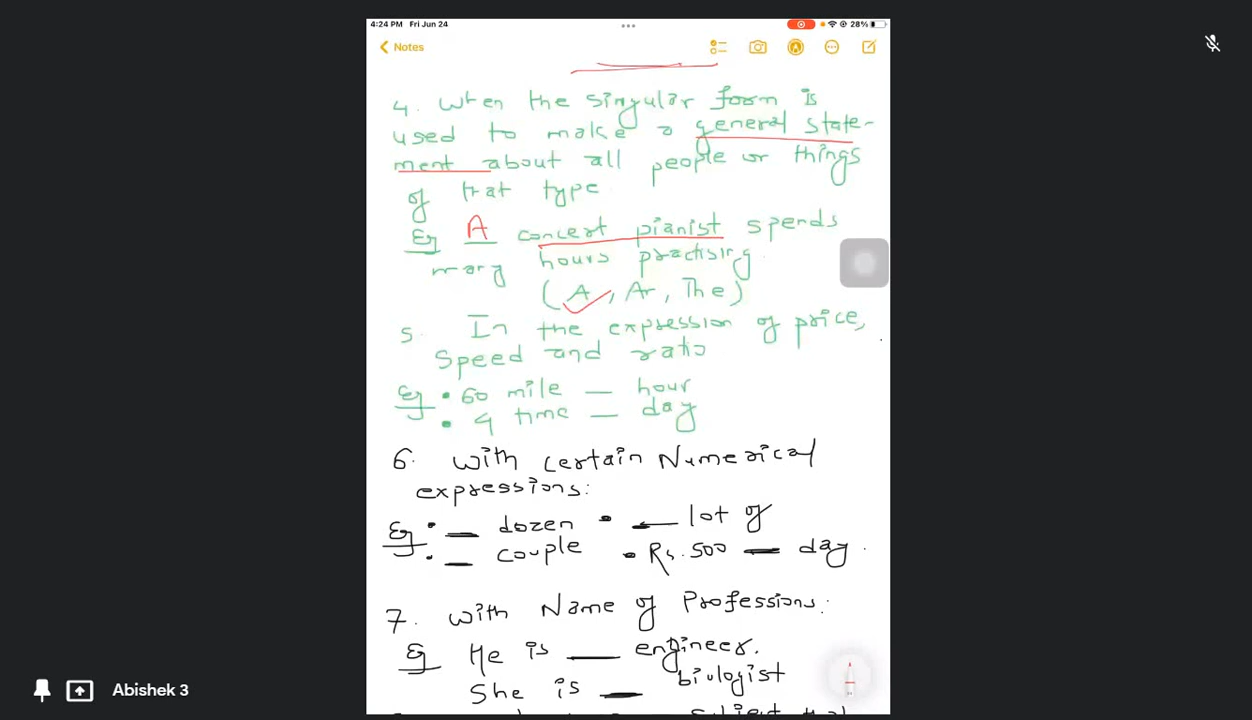 4:24 PM Fri Jun 24
28%
Notes
4. When the singular form is
used to make a general state-
ment about all people or things
of that type
Eg A concert pianist spends
many hours practising
(A, An, The)
5. In the expression of price,
Speed and ratio
Eg • 60 mile — hour
• 4 time — day
6. With certain Numerical
expressions:
Eg • — dozen • — lot of
• — couple • Rs. 500 — day.
7. With Name of Professions:
Eg He is — engineer.
She is — biologist
Abishek 3